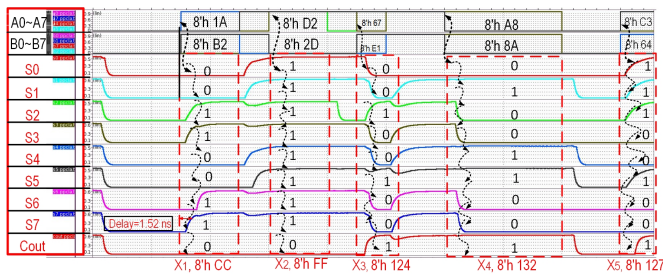 A0~A7 8'h 1A 8'h D2 8'h 67 8'h A8 8'h C3
B0~B7 8'h B2 8'h 2D 8'h E1 8'h 8A 8'h 64
S0 0 1 0 0 1
S1 0 1 0 1 1
S2 1 1 1 0 1
S3 1 1 0 0 0
S4 0 1 0 1 0
S5 0 1 0 1 1
S6 1 1 1 0 0
S7 Delay=1.52 ns 1 1 0 0 0
Cout 0 0 1 1 1
X1, 8'h CC X2, 8'h FF X3, 8'h 124 X4, 8'h 132 X5, 8'h 127